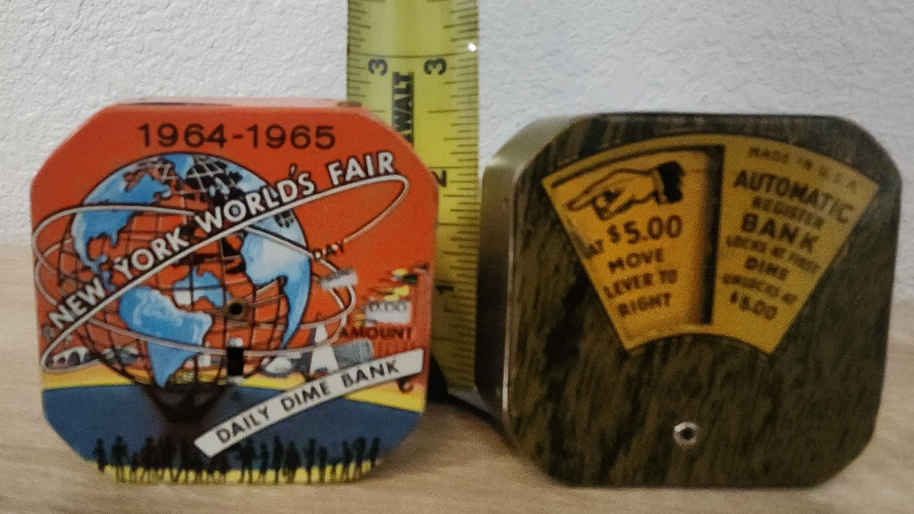 1964-1965
NEW YORK WORLD'S FAIR
DAY
AMOUNT
DAILY DIME BANK
3 3
2
1
AT $5.00
MOVE
LEVER TO
RIGHT
MADE IN U.S.A.
AUTOMATIC
REGISTER
BANK
LOCKS AT FIRST
DIME
UNLOCKS AT
$5.00